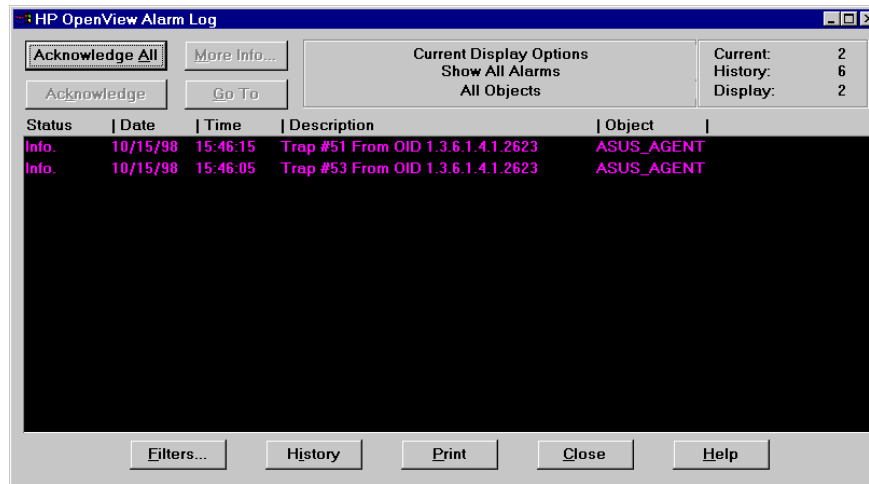 HP OpenView Alarm Log
Acknowledge All More Info... Current Display Options Current: 2
Show All Alarms History: 6
Acknowledge Go To All Objects Display: 2
Status | Date | Time | Description | Object |
Info. 10/15/98 15:46:15 Trap #51 From OID 1.3.6.1.4.1.2623 ASUS_AGENT
Info. 10/15/98 15:46:05 Trap #53 From OID 1.3.6.1.4.1.2623 ASUS_AGENT
Filters... History Print Close Help